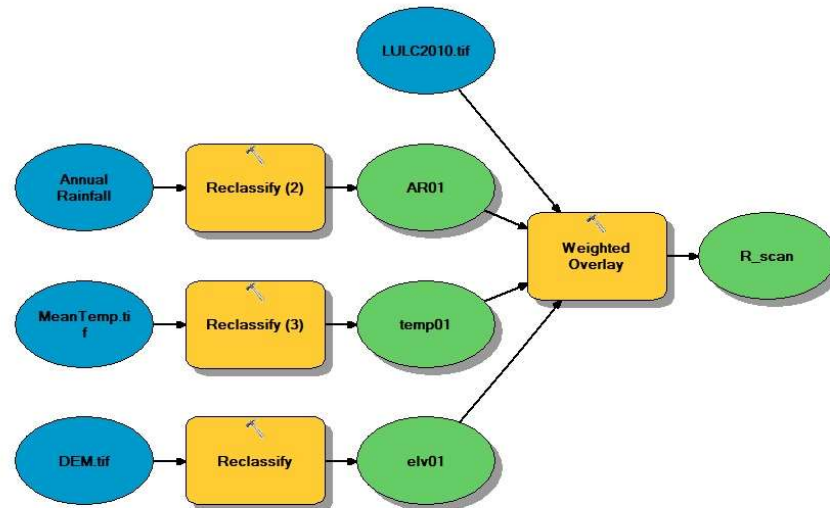 LULC2010.tif
Annual
Rainfall
Reclassify (2)
AR01
Weighted
Overlay
R_scan
MeanTemp.ti
f
Reclassify (3)
temp01
DEM.tif
Reclassify
elv01